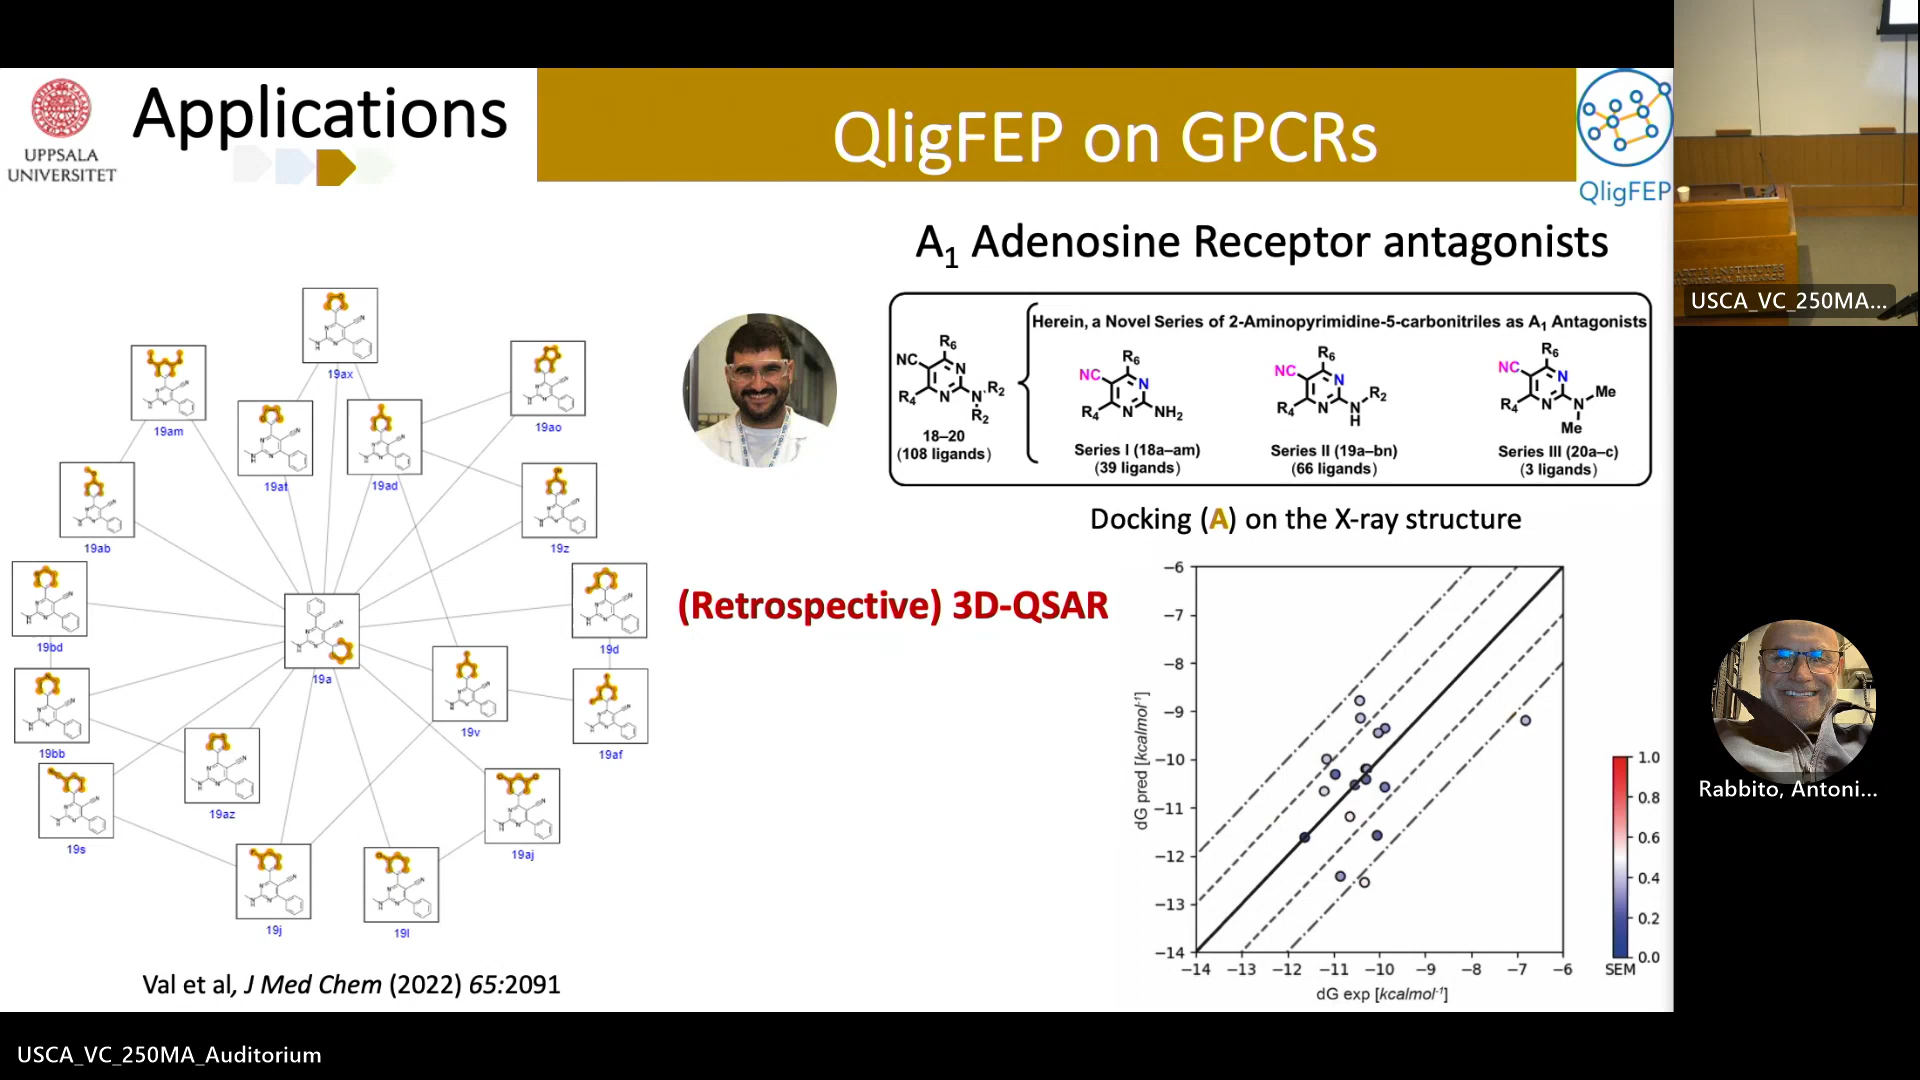 UPPSALA
UNIVERSITET
Applications
QligFEP on GPCRs
QligFEP
A1 Adenosine Receptor antagonists
Herein, a Novel Series of 2-Aminopyrimidine-5-carbonitriles as A1 Antagonists
NC
R6
R4
N
N
N
R2
R2
18–20
(108 ligands)
NC
R6
N
R4
N
NH2
Series I (18a–am)
(39 ligands)
NC
R6
N
R4
N
N
H
R2
Series II (19a–bn)
(66 ligands)
NC
R6
N
R4
N
N
Me
Me
Series III (20a–c)
(3 ligands)
Docking (A) on the X-ray structure
(Retrospective) 3D-QSAR
19ax
19am
19at
19ad
19ao
19ab
19z
19bd
19a
19d
19bb
19v
19af
19s
19az
19aj
19j
19l
Val et al, J Med Chem (2022) 65:2091
−6
−7
−8
−9
−10
−11
−12
−13
−14
dG pred [kcalmol-1]
−14 −13 −12 −11 −10 −9 −8 −7 −6
dG exp [kcalmol-1]
1.0
0.8
0.6
0.4
0.2
0.0
SEM
USCA_VC_250MA...
Rabbito, Antoni...
USCA_VC_250MA_Auditorium